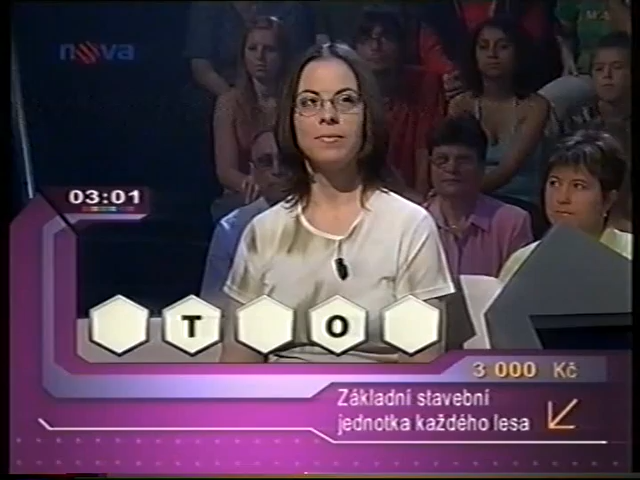 nova
03:01
T O
3 000 Kč
Základní stavební
jednotka každého lesa